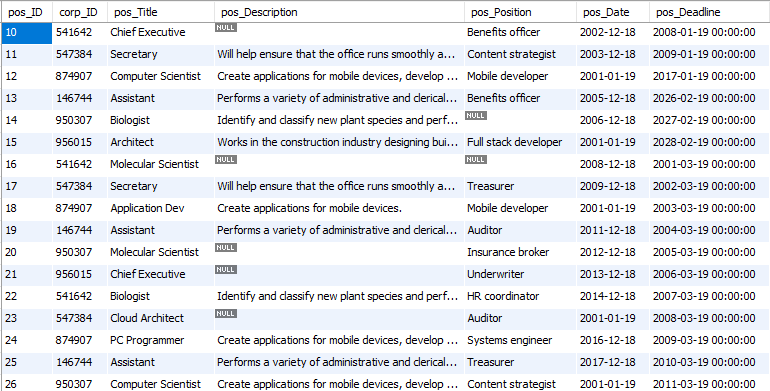 pos_ID corp_ID pos_Title pos_Description pos_Position pos_Date pos_Deadline
10 541642 Chief Executive NULL Benefits officer 2002-12-18 2008-01-19 00:00:00
11 547384 Secretary Will help ensure that the office runs smoothly a... Content strategist 2003-12-18 2009-01-19 00:00:00
12 874907 Computer Scientist Create applications for mobile devices, develop ... Mobile developer 2001-01-19 2017-01-19 00:00:00
13 146744 Assistant Performs a variety of administrative and clerical... Benefits officer 2005-12-18 2026-02-19 00:00:00
14 950307 Biologist Identify and classify new plant species and perf... NULL 2006-12-18 2027-02-19 00:00:00
15 956015 Architect Works in the construction industry designing bui... Full stack developer 2001-01-19 2028-02-19 00:00:00
16 541642 Molecular Scientist NULL NULL 2008-12-18 2001-03-19 00:00:00
17 547384 Secretary Will help ensure that the office runs smoothly a... Treasurer 2009-12-18 2002-03-19 00:00:00
18 874907 Application Dev Create applications for mobile devices. Mobile developer 2001-01-19 2003-03-19 00:00:00
19 146744 Assistant Performs a variety of administrative and clerical... Auditor 2011-12-18 2004-03-19 00:00:00
20 950307 Molecular Scientist NULL Insurance broker 2012-12-18 2005-03-19 00:00:00
21 956015 Chief Executive NULL Underwriter 2013-12-18 2006-03-19 00:00:00
22 541642 Biologist Identify and classify new plant species and perf... HR coordinator 2014-12-18 2007-03-19 00:00:00
23 547384 Cloud Architect NULL Auditor 2001-01-19 2008-03-19 00:00:00
24 874907 PC Programmer Create applications for mobile devices, develop ... Systems engineer 2016-12-18 2009-03-19 00:00:00
25 146744 Assistant Performs a variety of administrative and clerical... Treasurer 2017-12-18 2010-03-19 00:00:00
26 950307 Computer Scientist Create applications for mobile devices, develop ... Content strategist 2001-01-19 2011-03-19 00:00:00